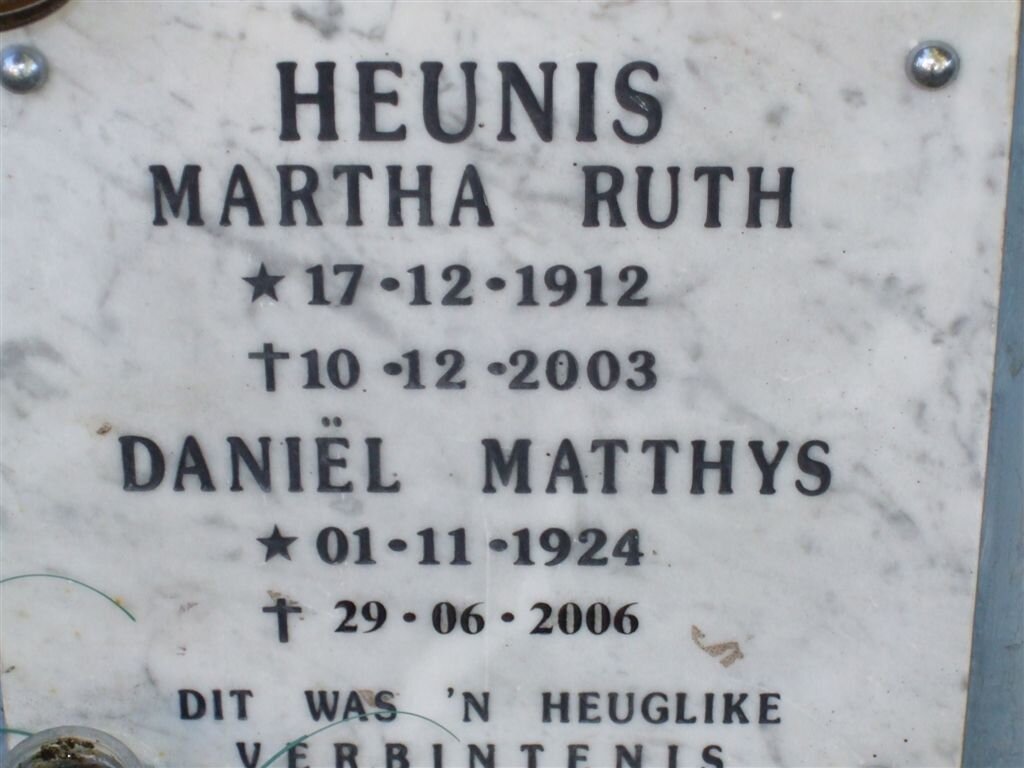 HEUNIS
MARTHA RUTH
★ 17·12·1912
† 10·12·2003
DANIËL MATTHYS
★ 01·11·1924
† 29·06·2006
DIT WAS 'N HEUGLIKE
VERBINTENIS